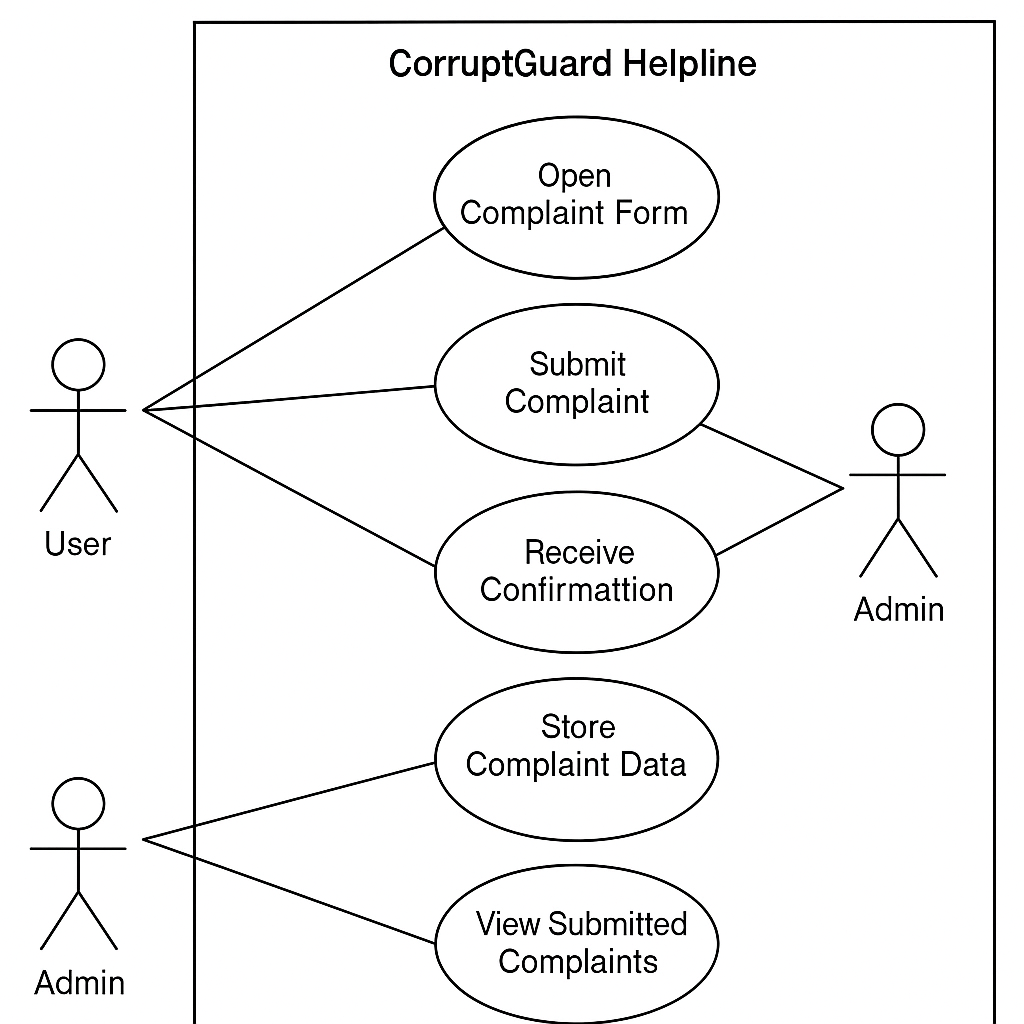 CorruptGuard Helpline
Open
Complaint Form
Submit
Complaint
User
Receive
Confirmattion
Admin
Store
Complaint Data
Admin
View Submitted
Complaints